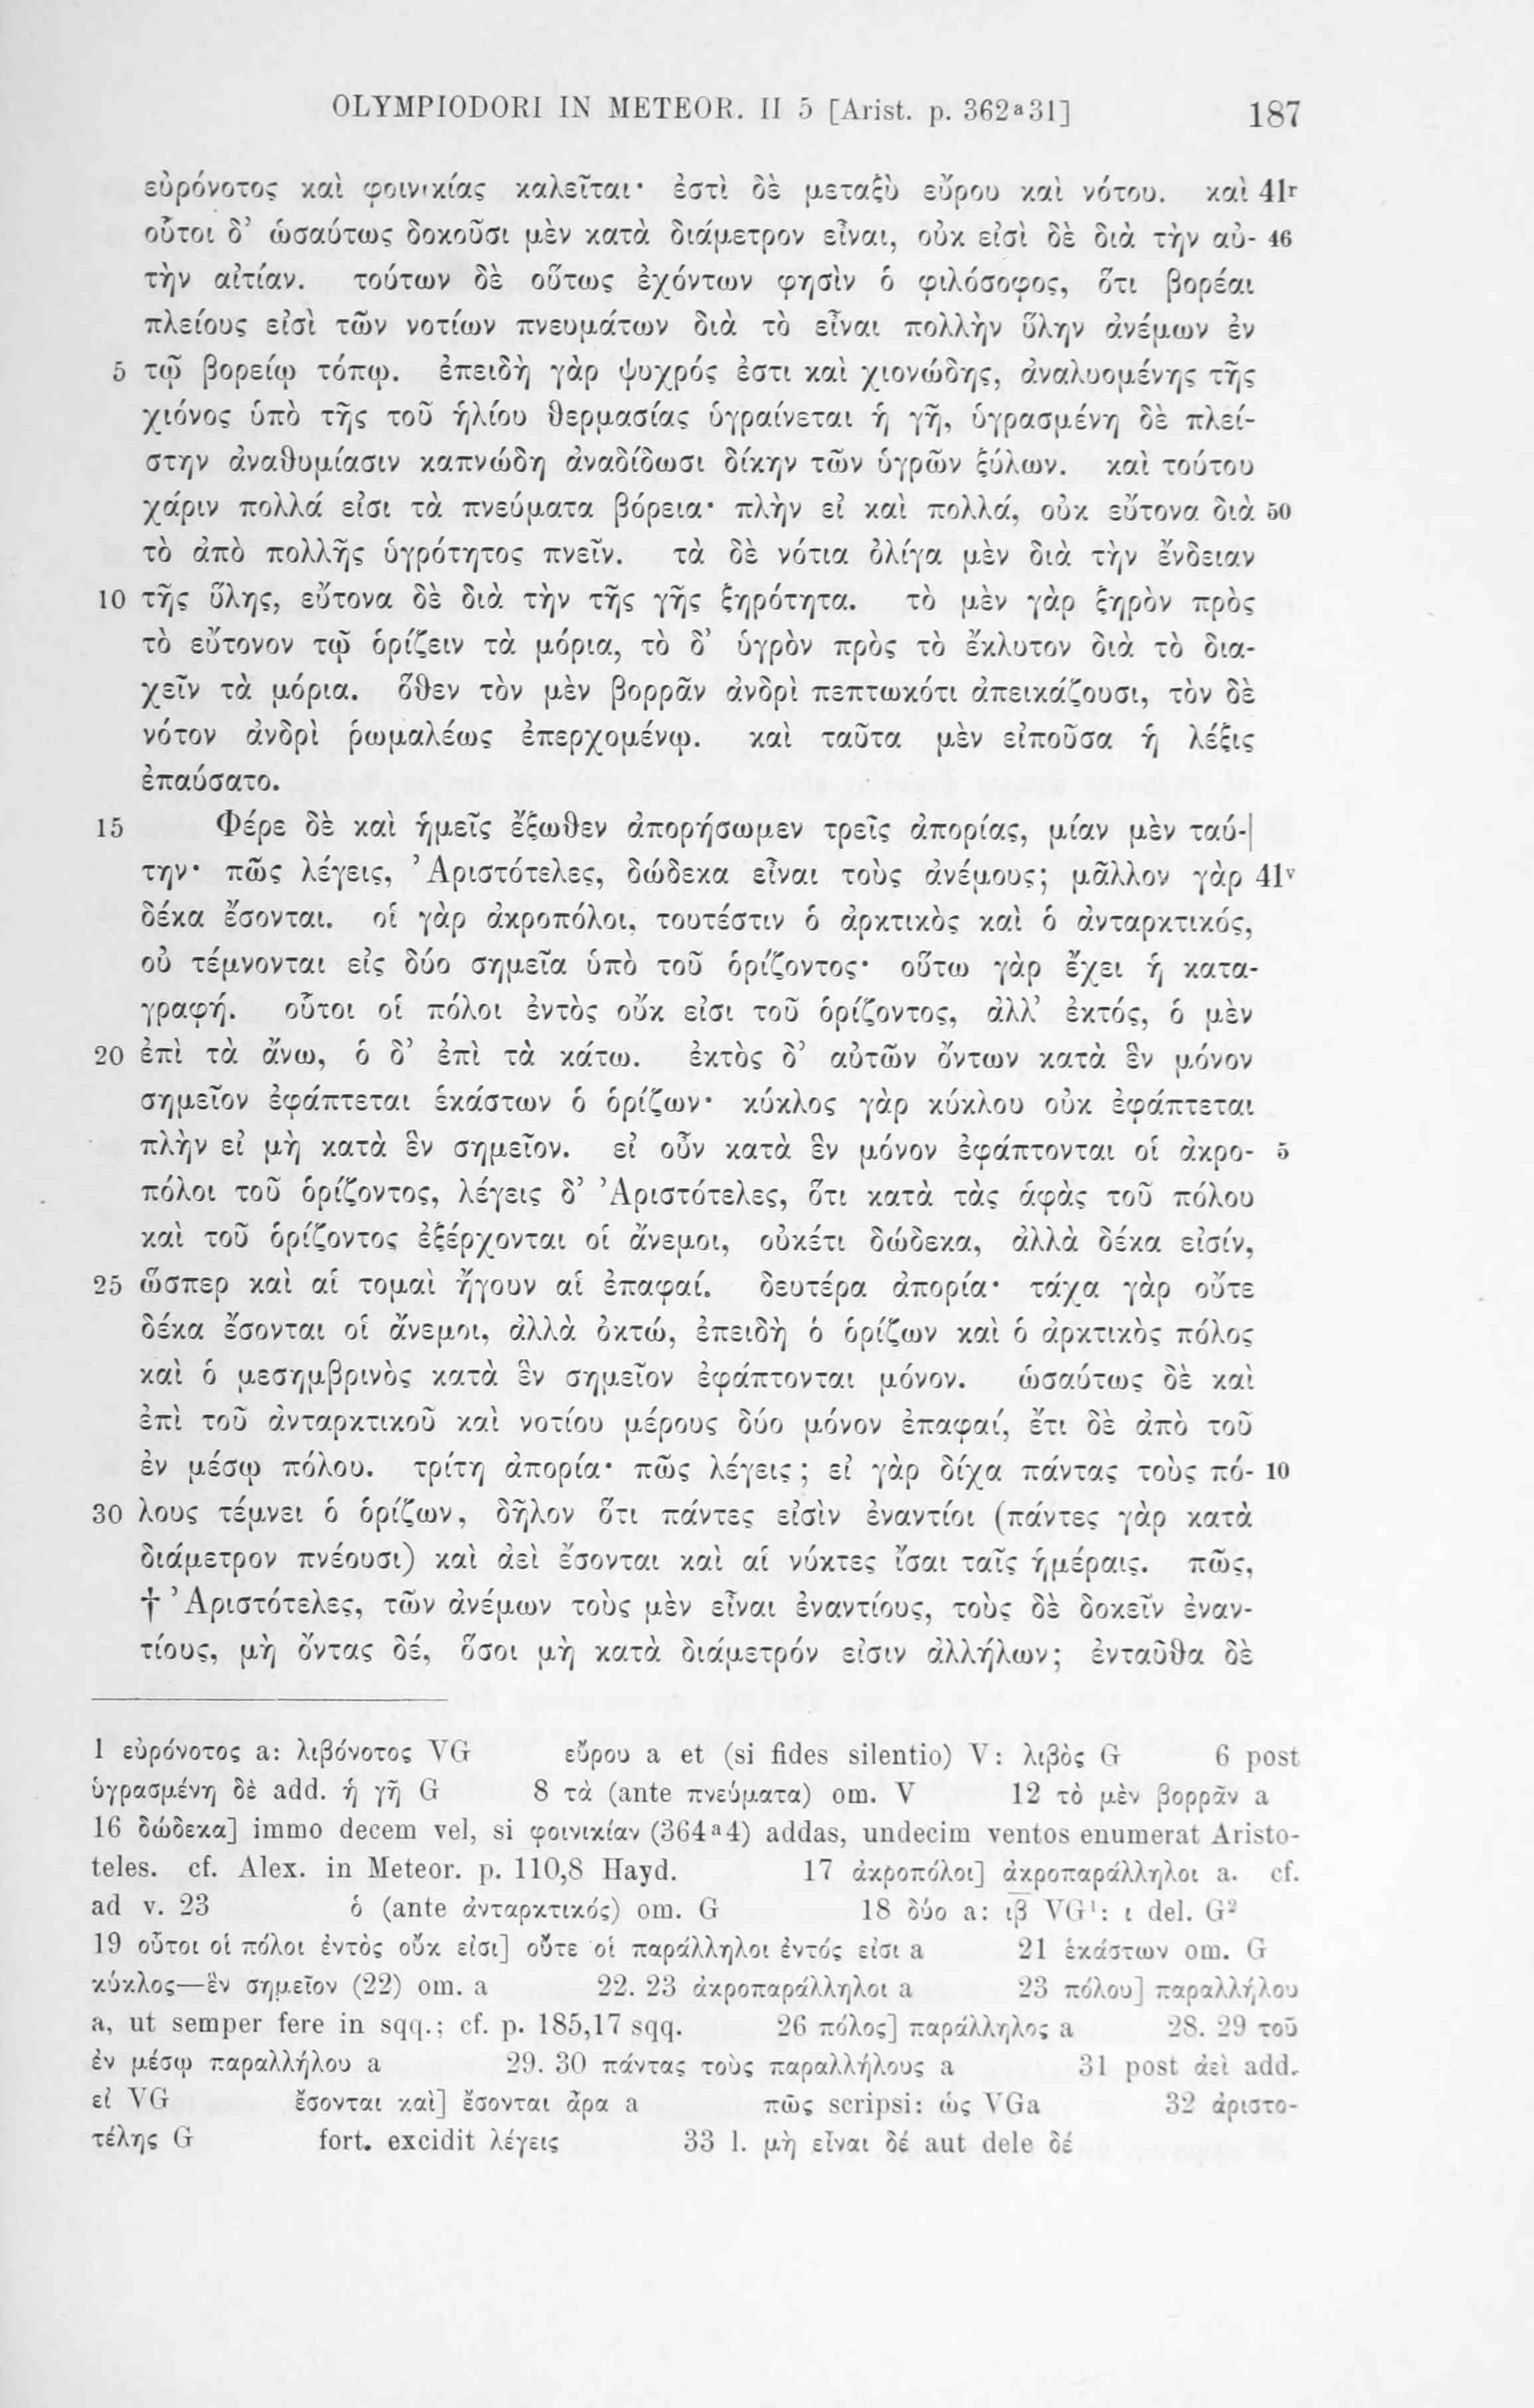 OLYMPIODORI IN METEOR. II 5 [Arist. p. 362ᵃ31] 187
εὐρόνοτος καὶ φοινικίας καλεῖται· ἐστὶ δὲ μεταξὺ εὔρου καὶ νότου. καὶ 41ʳ
οὗτοι δ’ ὡσαύτως δοκοῦσι μὲν κατὰ διάμετρον εἶναι, οὐκ εἰσὶ δὲ διὰ τὴν αὐ- 46
τὴν αἰτίαν. τούτων δὲ οὕτως ἐχόντων φησὶν ὁ φιλόσοφος, ὅτι βορέαι
πλείους εἰσὶ τῶν νοτίων πνευμάτων διὰ τὸ εἶναι πολλὴν ὕλην ἀνέμων ἐν
5 τῷ βορείῳ τόπῳ. ἐπειδὴ γὰρ ψυχρός ἐστι καὶ χιονώδης, ἀναλυομένης τῆς
χιόνος ὑπὸ τῆς τοῦ ἡλίου θερμασίας ὑγραίνεται ἡ γῆ, ὑγρασμένη δὲ πλεί-
στην ἀναθυμίασιν καπνώδη ἀναδίδωσι δίκην τῶν ὑγρῶν ξύλων. καὶ τούτου
χάριν πολλά εἰσι τὰ πνεύματα βόρεια· πλὴν εἰ καὶ πολλά, οὐκ εὔτονα διὰ 50
τὸ ἀπὸ πολλῆς ὑγρότητος πνεῖν. τὰ δὲ νότια ὀλίγα μὲν διὰ τὴν ἔνδειαν
10 τῆς ὕλης, εὔτονα δὲ διὰ τὴν τῆς γῆς ξηρότητα. τὸ μὲν γὰρ ξηρὸν πρὸς
τὸ εὔτονον τῷ ὁρίζειν τὰ μόρια, τὸ δ’ ὑγρὸν πρὸς τὸ ἔκλυτον διὰ τὸ δια-
χεῖν τὰ μόρια. ὅθεν τὸν μὲν βορρᾶν ἀνδρὶ πεπτωκότι ἀπεικάζουσι, τὸν δὲ
νότον ἀνδρὶ ῥωμαλέως ἐπερχομένῳ. καὶ ταῦτα μὲν εἰποῦσα ἡ λέξις
ἐπαύσατο.
15 Φέρε δὲ καὶ ἡμεῖς ἔξωθεν ἀπορήσωμεν τρεῖς ἀπορίας, μίαν μὲν ταύ-|
την· πῶς λέγεις, Ἀριστότελες, δώδεκα εἶναι τοὺς ἀνέμους; μᾶλλον γὰρ 41ᵛ
δέκα ἔσονται. οἱ γὰρ ἀκροπόλοι, τουτέστιν ὁ ἀρκτικὸς καὶ ὁ ἀνταρκτικός,
οὐ τέμνονται εἰς δύο σημεῖα ὑπὸ τοῦ ὁρίζοντος· οὕτω γὰρ ἔχει ἡ κατα-
γραφή. οὗτοι οἱ πόλοι ἐντὸς οὔκ εἰσι τοῦ ὁρίζοντος, ἀλλ’ ἐκτός, ὁ μὲν
20 ἐπὶ τὰ ἄνω, ὁ δ’ ἐπὶ τὰ κάτω. ἐκτὸς δ’ αὐτῶν ὄντων κατὰ ἓν μόνον
σημεῖον ἐφάπτεται ἑκάστων ὁ ὁρίζων· κύκλος γὰρ κύκλου οὐκ ἐφάπτεται
πλὴν εἰ μὴ κατὰ ἓν σημεῖον. εἰ οὖν κατὰ ἓν μόνον ἐφάπτονται οἱ ἀκρο- 5
πόλοι τοῦ ὁρίζοντος, λέγεις δ’ Ἀριστότελες, ὅτι κατὰ τὰς ἁφὰς τοῦ πόλου
καὶ τοῦ ὁρίζοντος ἐξέρχονται οἱ ἄνεμοι, οὐκέτι δώδεκα, ἀλλὰ δέκα εἰσίν,
25 ὥσπερ καὶ αἱ τομαὶ ἤγουν αἱ ἐπαφαί. δευτέρα ἀπορία· τάχα γὰρ οὔτε
δέκα ἔσονται οἱ ἄνεμοι, ἀλλὰ ὀκτώ, ἐπειδὴ ὁ ὁρίζων καὶ ὁ ἀρκτικὸς πόλος
καὶ ὁ μεσημβρινὸς κατὰ ἓν σημεῖον ἐφάπτονται μόνον. ὡσαύτως δὲ καὶ
ἐπὶ τοῦ ἀνταρκτικοῦ καὶ νοτίου μέρους δύο μόνον ἐπαφαί, ἔτι δὲ ἀπὸ τοῦ
ἐν μέσῳ πόλου. τρίτη ἀπορία· πῶς λέγεις; εἰ γὰρ δίχα πάντας τοὺς πό- 10
30 λους τέμνει ὁ ὁρίζων, δῆλον ὅτι πάντες εἰσὶν ἐναντίοι (πάντες γὰρ κατὰ
διάμετρον πνέουσι) καὶ ἀεὶ ἔσονται καὶ αἱ νύκτες ἴσαι ταῖς ἡμέραις. πῶς,
† Ἀριστότελες, τῶν ἀνέμων τοὺς μὲν εἶναι ἐναντίους, τοὺς δὲ δοκεῖν ἐναν-
τίους, μὴ ὄντας δέ, ὅσοι μὴ κατὰ διάμετρόν εἰσιν ἀλλήλων; ἐνταῦθα δὲ
1 εὐρόνοτος a: λιβόνοτος VG εὔρου a et (si fides silentio) V: λιβὸς G 6 post
ὑγρασμένη δὲ add. ἡ γῆ G 8 τὰ (ante πνεύματα) om. V 12 τὸ μὲν βορρᾶν a
16 δώδεκα] immo decem vel, si φοινικίαν (364ᵃ4) addas, undecim ventos enumerat Aristo-
teles. cf. Alex. in Meteor. p. 110,8 Hayd. 17 ἀκροπόλοι] ἀκροπαράλληλοι a. cf.
ad v. 23 ὁ (ante ἀνταρκτικός) om. G 18 δύο a: ι̅β̅ VG¹: ι del. G²
19 οὗτοι οἱ πόλοι ἐντὸς οὔκ εἰσι] οὔτε οἱ παράλληλοι ἐντός εἰσι a 21 ἑκάστων om. G
κύκλος—ἓν σημεῖον (22) om. a 22. 23 ἀκροπαράλληλοι a 23 πόλου] παραλλήλου
a, ut semper fere in sqq.; cf. p. 185,17 sqq. 26 πόλος] παράλληλος a 28. 29 τοῦ
ἐν μέσῳ παραλλήλου a 29. 30 πάντας τοὺς παραλλήλους a 31 post ἀεὶ add.
εἰ VG ἔσονται καὶ] ἔσονται ἆρα a πῶς scripsi: ὡς VGa 32 ἀριστο-
τέλης G fort. excidit λέγεις 33 l. μὴ εἶναι δέ aut dele δέ